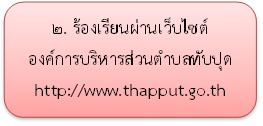 ๒. ร้องเรียนผ่านเว็บไซต์
องค์การบริหารส่วนตำบลทับปุด
http://www.thapput.go.th